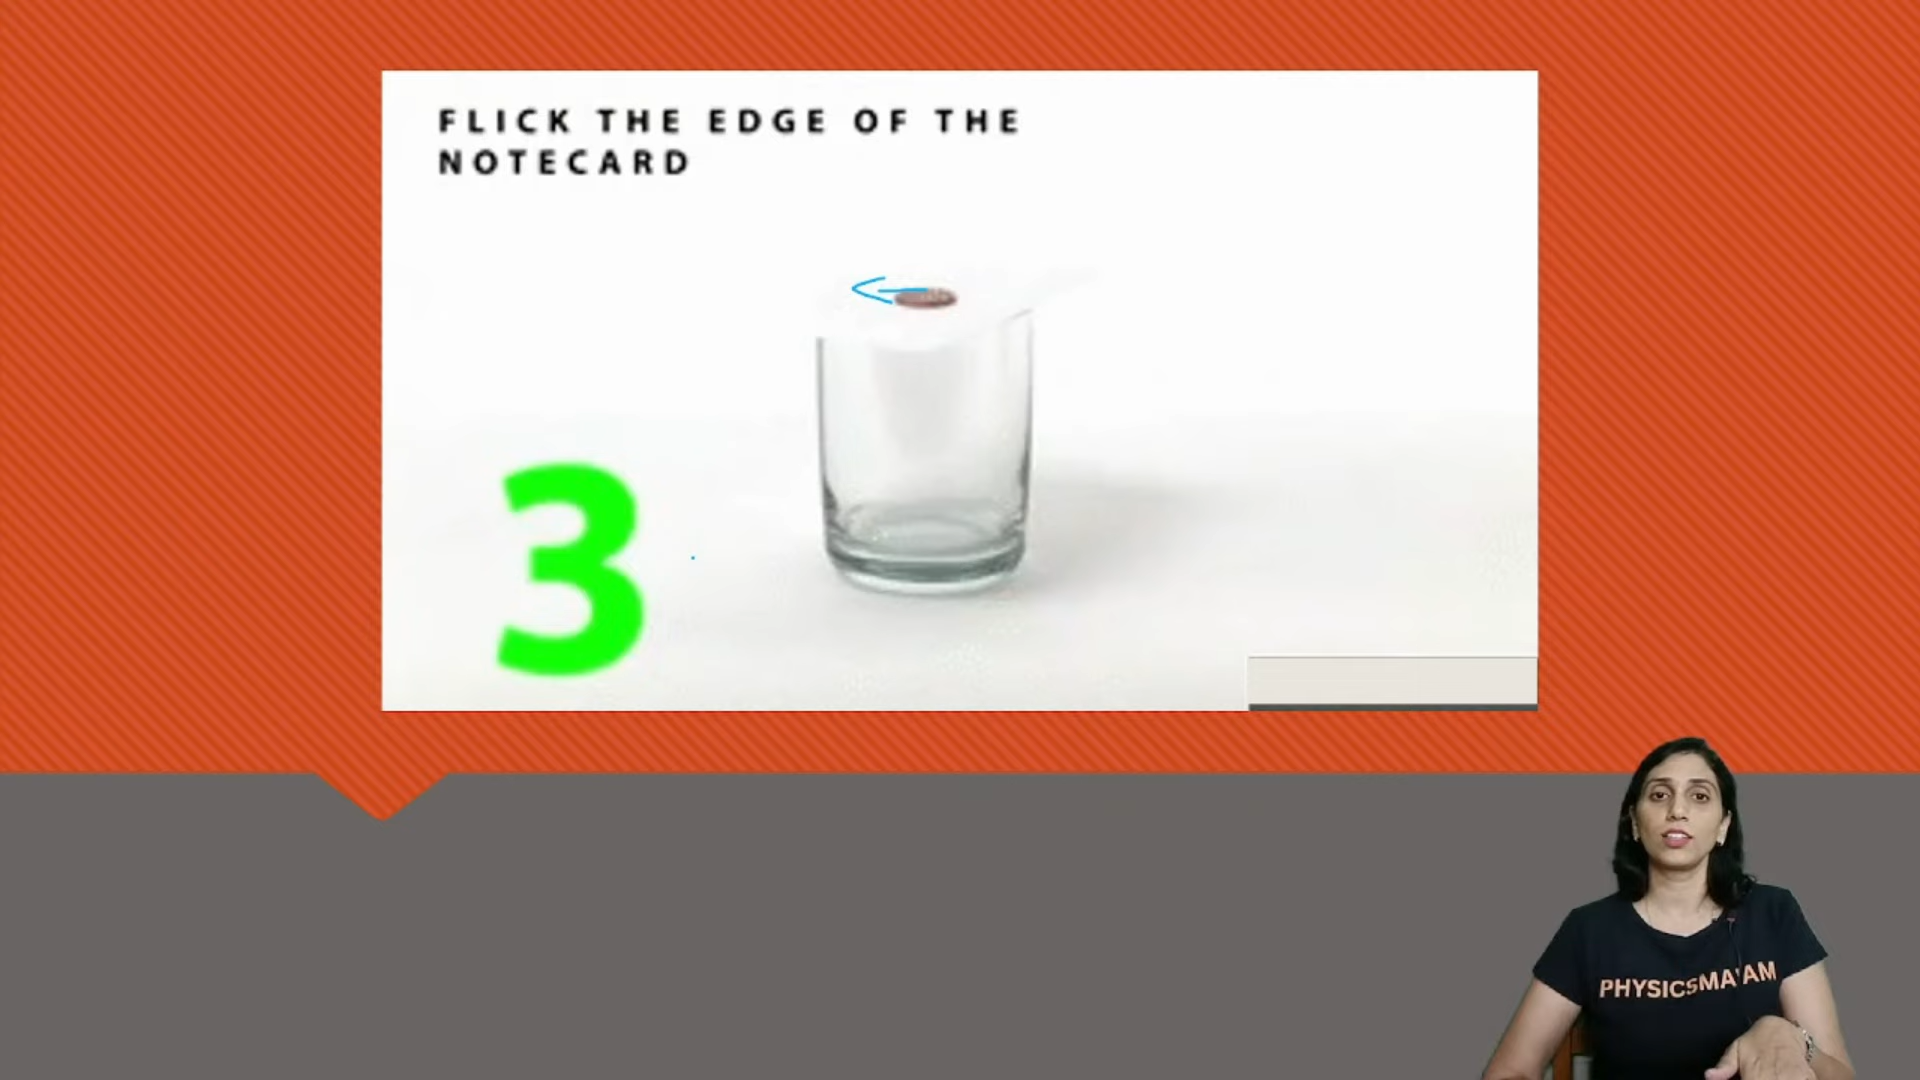 FLICK THE EDGE OF THE
NOTECARD
3
PHYSICSMA'AM